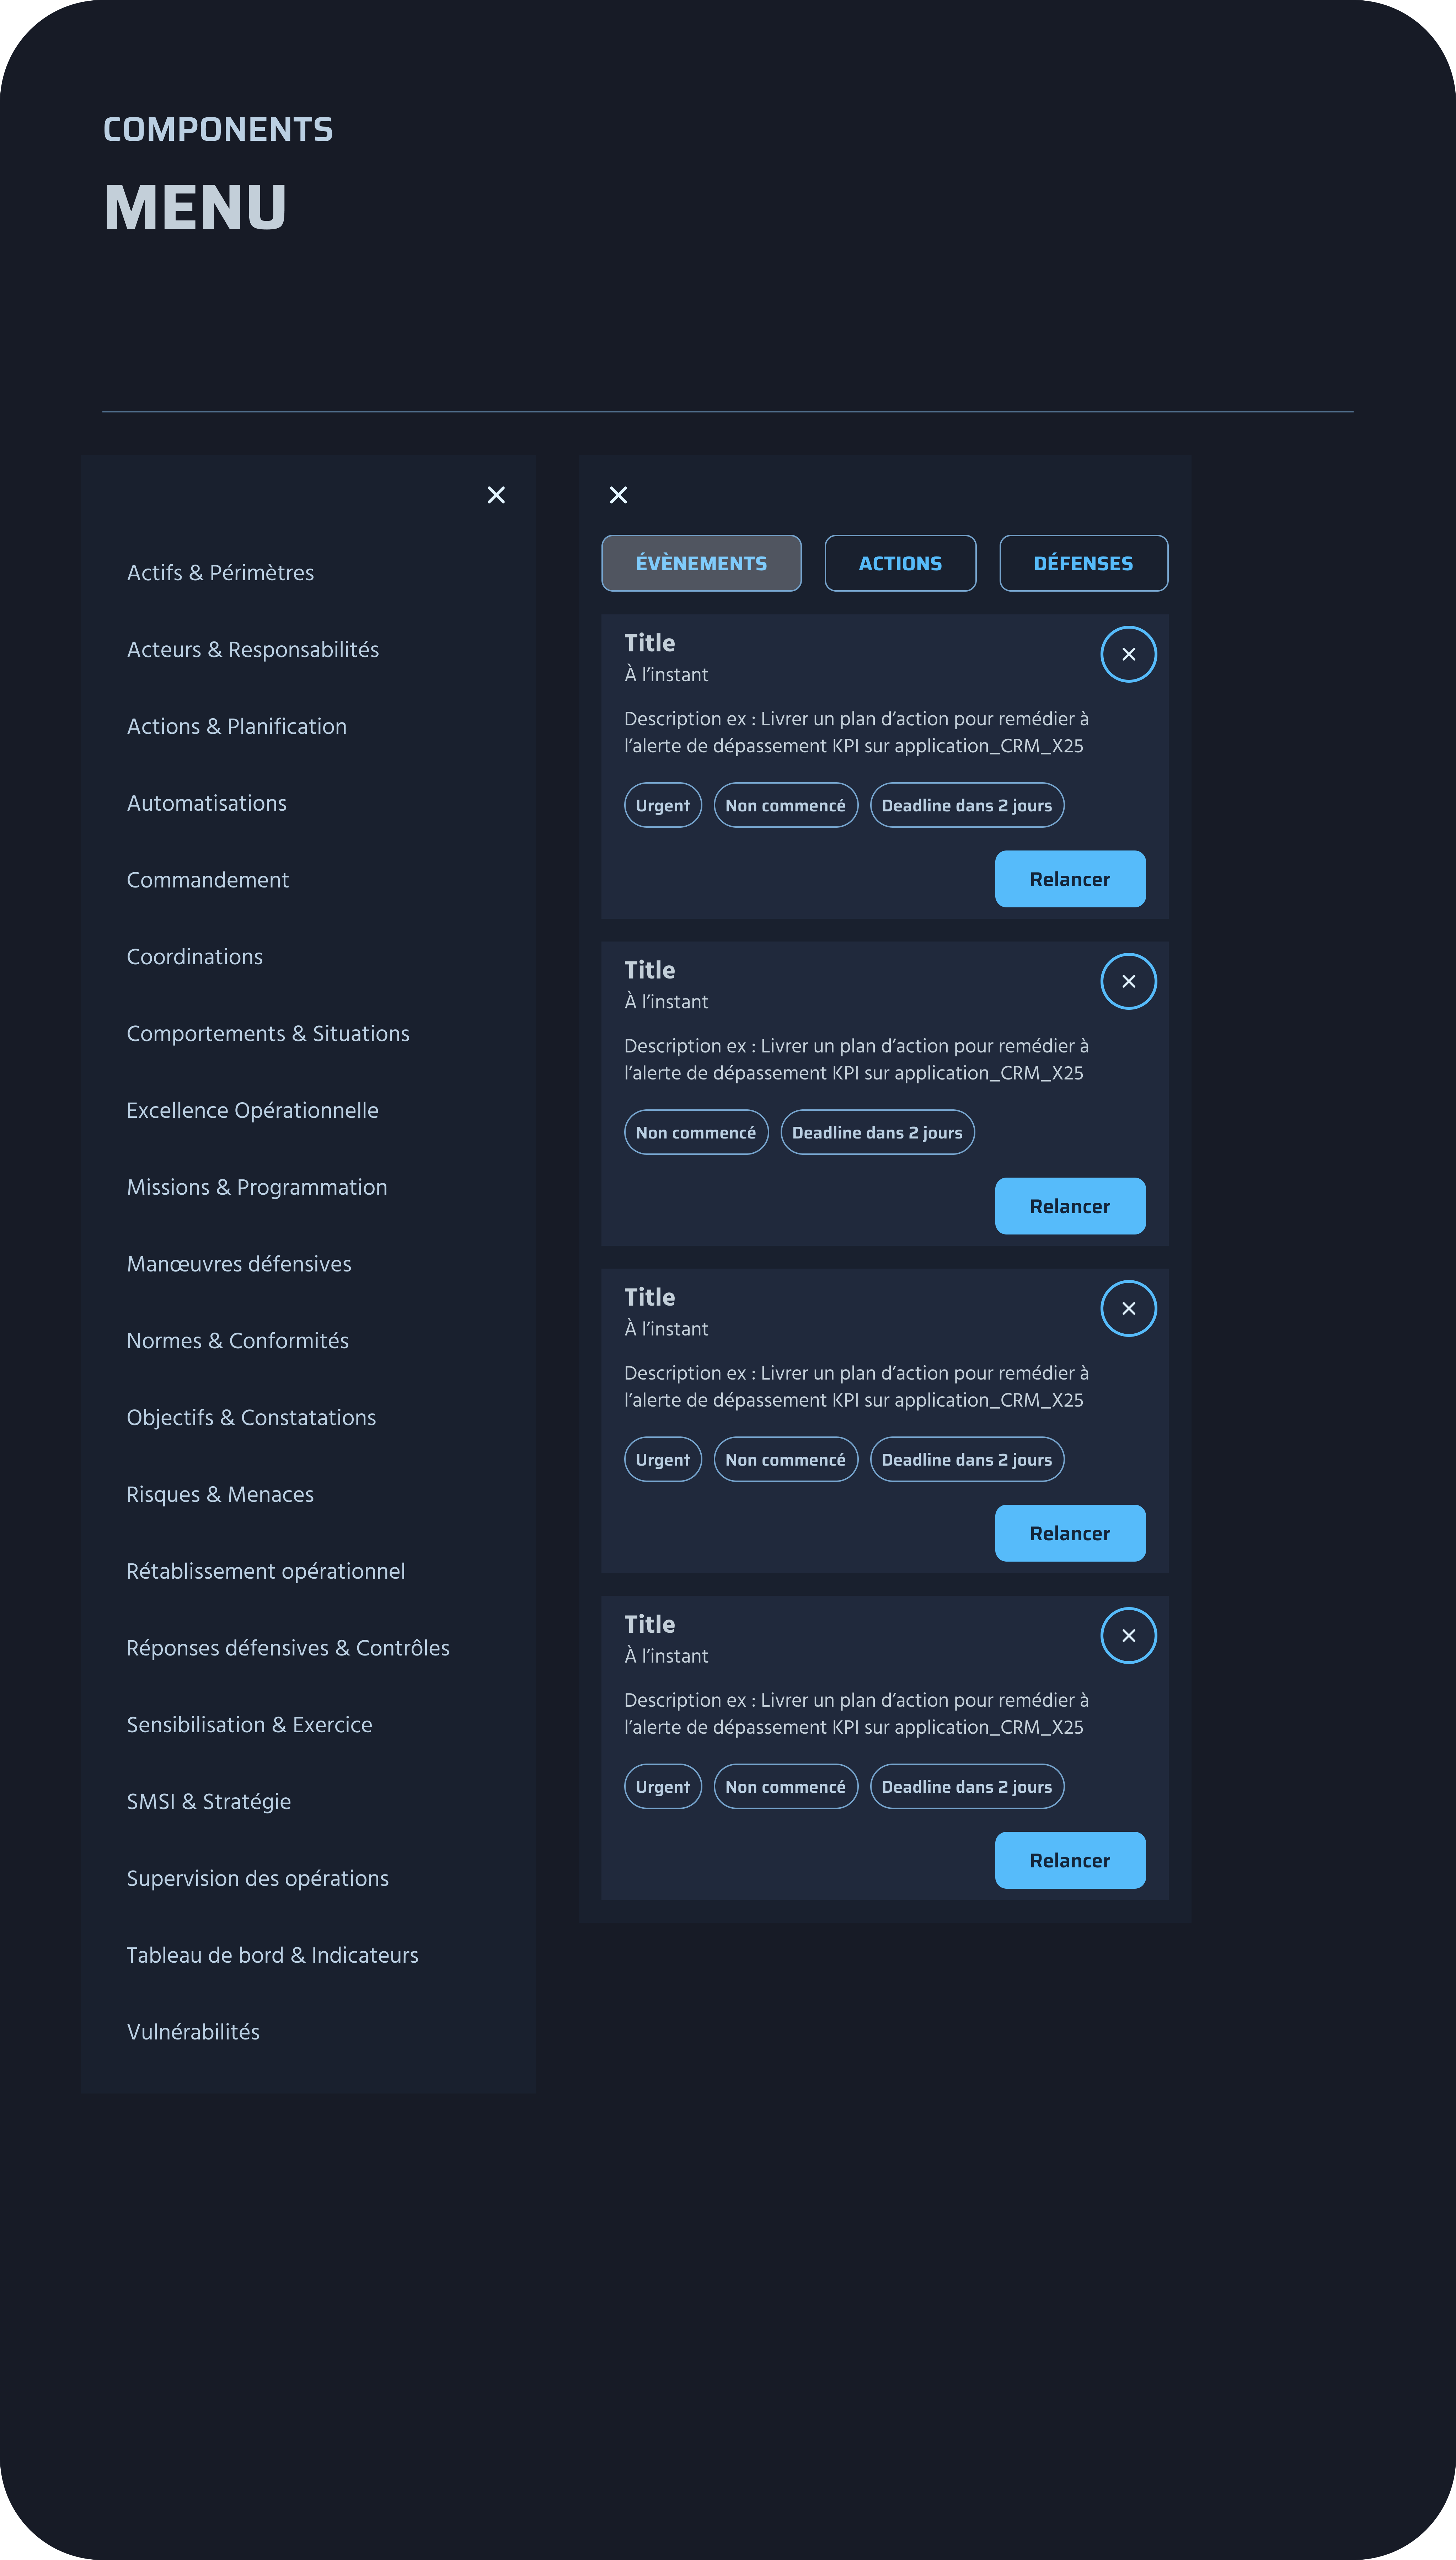 COMPONENTS
MENU
Actifs & Périmètres
Acteurs & Responsabilités
Actions & Planification
Automatisations
Commandement
Coordinations
Comportements & Situations
Excellence Opérationnelle
Missions & Programmation
Manœuvres défensives
Normes & Conformités
Objectifs & Constatations
Risques & Menaces
Rétablissement opérationnel
Réponses défensives & Contrôles
Sensibilisation & Exercice
SMSI & Stratégie
Supervision des opérations
Tableau de bord & Indicateurs
Vulnérabilités
ÉVÈNEMENTS ACTIONS DÉFENSES
Title
À l’instant
Description ex : Livrer un plan d’action pour remédier à
l’alerte de dépassement KPI sur application_CRM_X25
Urgent Non commencé Deadline dans 2 jours
Relancer
Title
À l’instant
Description ex : Livrer un plan d’action pour remédier à
l’alerte de dépassement KPI sur application_CRM_X25
Non commencé Deadline dans 2 jours
Relancer
Title
À l’instant
Description ex : Livrer un plan d’action pour remédier à
l’alerte de dépassement KPI sur application_CRM_X25
Urgent Non commencé Deadline dans 2 jours
Relancer
Title
À l’instant
Description ex : Livrer un plan d’action pour remédier à
l’alerte de dépassement KPI sur application_CRM_X25
Urgent Non commencé Deadline dans 2 jours
Relancer